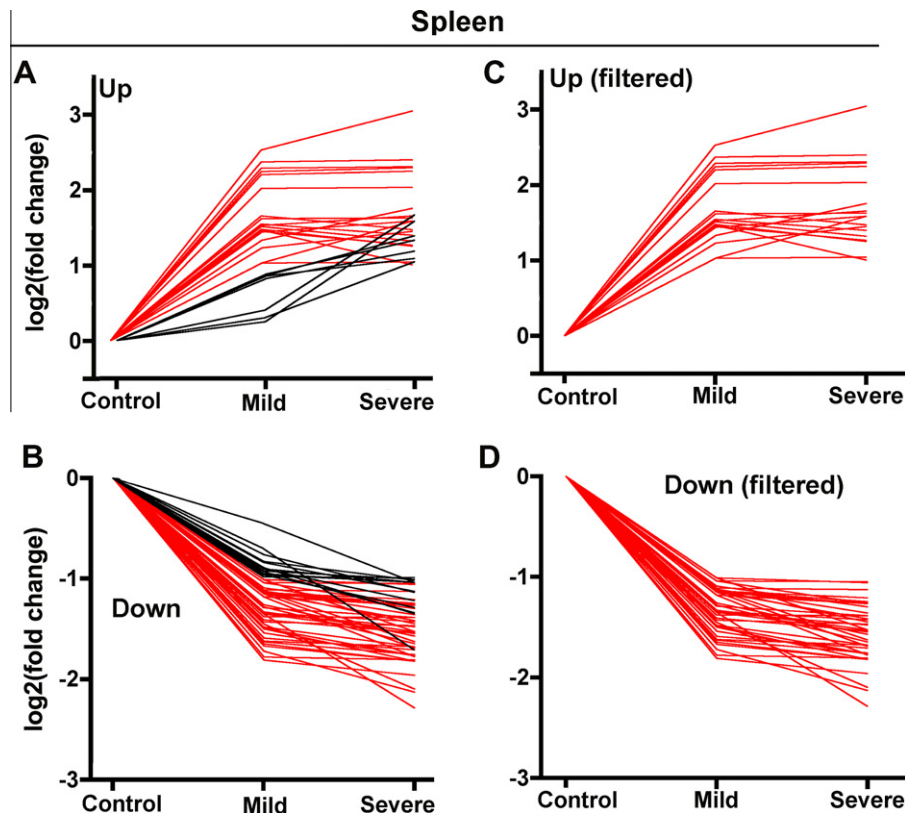 Spleen
A
Up
log2(fold change)
3
2
1
0
Control Mild Severe
C
Up (filtered)
3
2
1
0
Control Mild Severe
B
Down
log2(fold change)
0
-1
-2
-3
Control Mild Severe
D
Down (filtered)
0
-1
-2
-3
Control Mild Severe